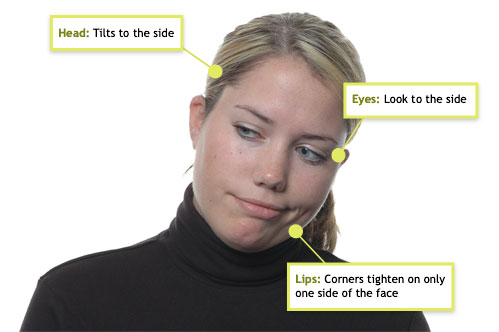 Head: Tilts to the side
Eyes: Look to the side
Lips: Corners tighten on only
one side of the face